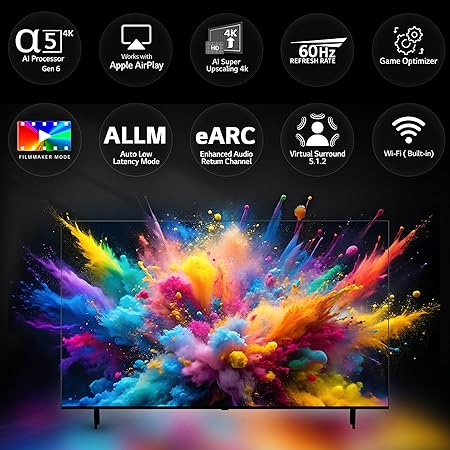 α5 4K
AI Processor
Gen 6
Works with
Apple AirPlay
4K
HD
AI Super
Upscaling 4k
60Hz
REFRESH RATE
Game Optimizer
FILMMAKER MODE
ALLM
Auto Low
Latency Mode
eARC
Enhanced Audio
Return Channel
Virtual Surround
5.1.2
Wi-Fi ( Built-in)